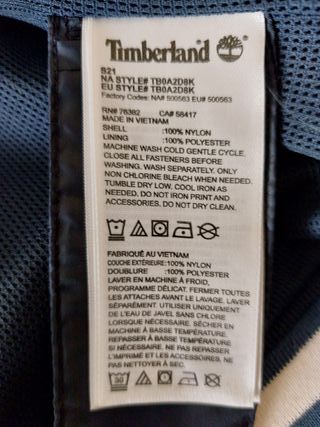 Timberland
S21
NA STYLE# TB0A2D8K
EU STYLE# TB0A2D8K
Factory Codes: NA# 500563 EU# 500563
RN# 76382 CA# 58417
MADE IN VIETNAM
SHELL :100% NYLON
LINING :100% POLYESTER
MACHINE WASH COLD GENTLE CYCLE.
CLOSE ALL FASTENERS BEFORE
WASHING. WASH SEPARATELY. ONLY
NON CHLORINE BLEACH WHEN NEEDED.
TUMBLE DRY LOW. COOL IRON AS
NEEDED. DO NOT IRON PRINT AND
ACCESSORIES. DO NOT DRY CLEAN.
FABRIQUÉ AU VIETNAM
COUCHE EXTÉRIEURE :100% NYLON
DOUBLURE :100% POLYESTER
LAVER EN MACHINE À FROID,
PROGRAMME DÉLICAT. FERMER TOUTES
LES ATTACHES AVANT LE LAVAGE. LAVER
SÉPARÉMENT. UTILISER UNIQUEMENT
DE L'EAU DE JAVEL SANS CHLORE
LORSQUE NÉCESSAIRE. SÉCHER EN
MACHINE À BASSE TEMPÉRATURE.
REPASSER À BASSE TEMPÉRATURE
SI NÉCESSAIRE. NE PAS REPASSER
L'IMPRIMÉ ET LES ACCESSOIRES. NE
PAS NETTOYER À SEC.
30